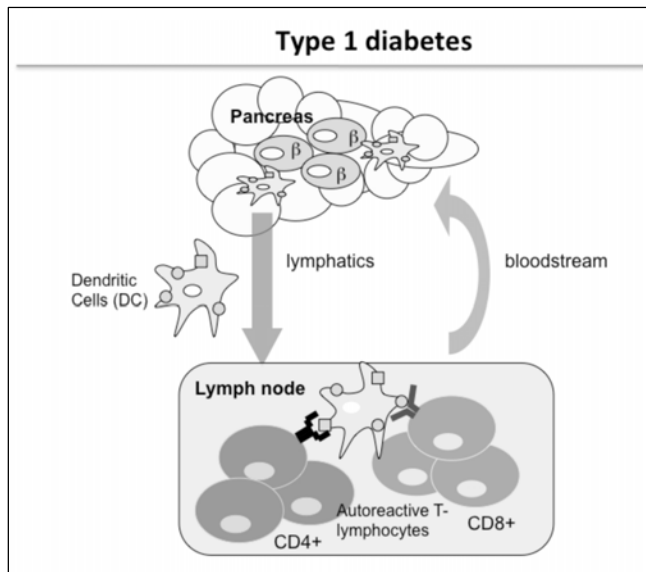 Type 1 diabetes
Pancreas
β
β
β
lymphatics
bloodstream
Dendritic
Cells (DC)
Lymph node
Autoreactive T-
lymphocytes
CD8+
CD4+